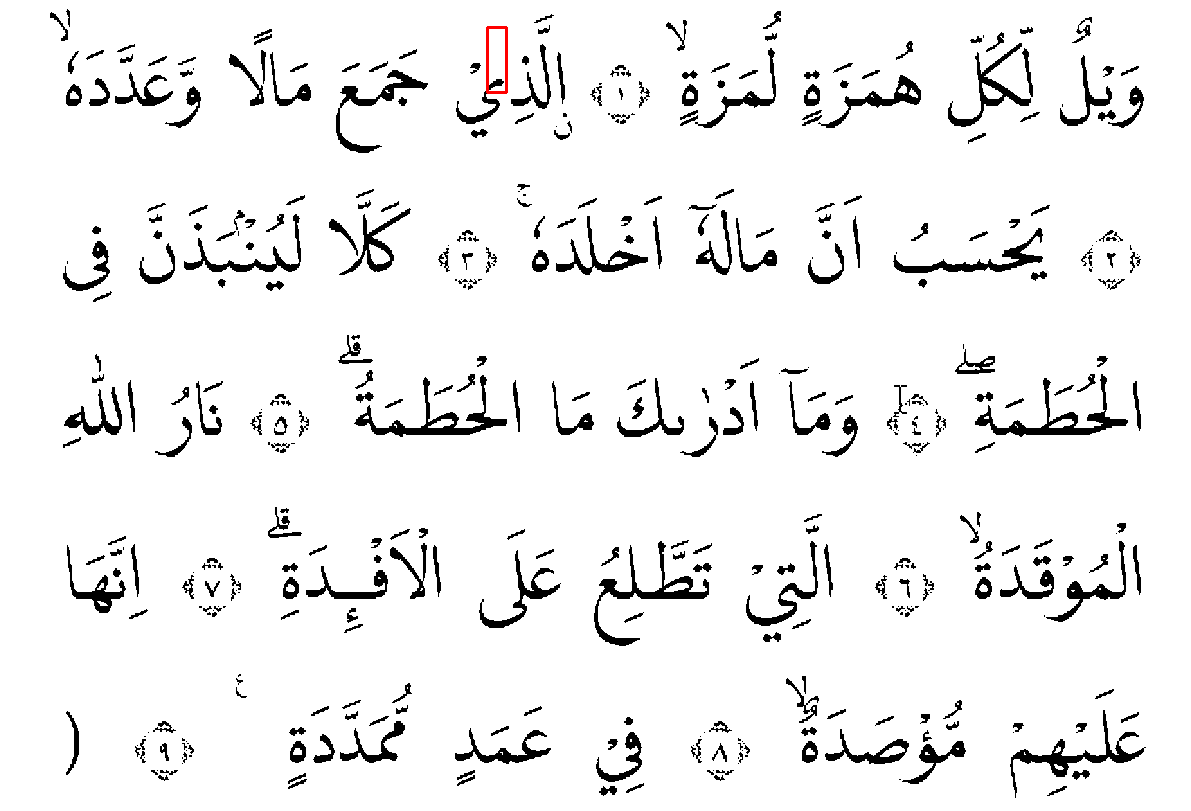 وَيْلٌ لِّكُلِّ هُمَزَةٍ لُّمَزَةٍۙ ١ ۨالَّذِيْ جَمَعَ مَالًا وَّعَدَّدَهٗۙ
٢ يَحْسَبُ اَنَّ مَالَهٗٓ اَخْلَدَهٗۚ ٣ كَلَّا لَيُنْۢبَذَنَّ فِى
الْحُطَمَةِۖ ٤ وَمَآ اَدْرٰىكَ مَا الْحُطَمَةُۗ ٥ نَارُ اللّٰهِ
الْمُوْقَدَةُۙ ٦ الَّتِيْ تَطَّلِعُ عَلَى الْاَفْـِٕدَةِۗ ٧ اِنَّهَا
عَلَيْهِمْ مُّؤْصَدَةٌۙ ٨ فِيْ عَمَدٍ مُّمَدَّدَةٍ ࣖ ٩ (